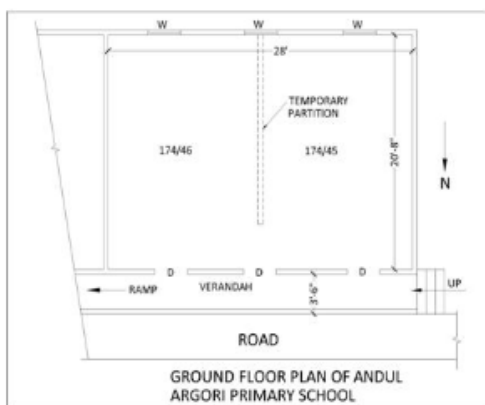 W W W
28'
TEMPORARY
PARTITION
174/46 174/45
20'-8"
N
D D D
RAMP VERANDAH 3'-6" UP
ROAD
GROUND FLOOR PLAN OF ANDUL
ARGORI PRIMARY SCHOOL